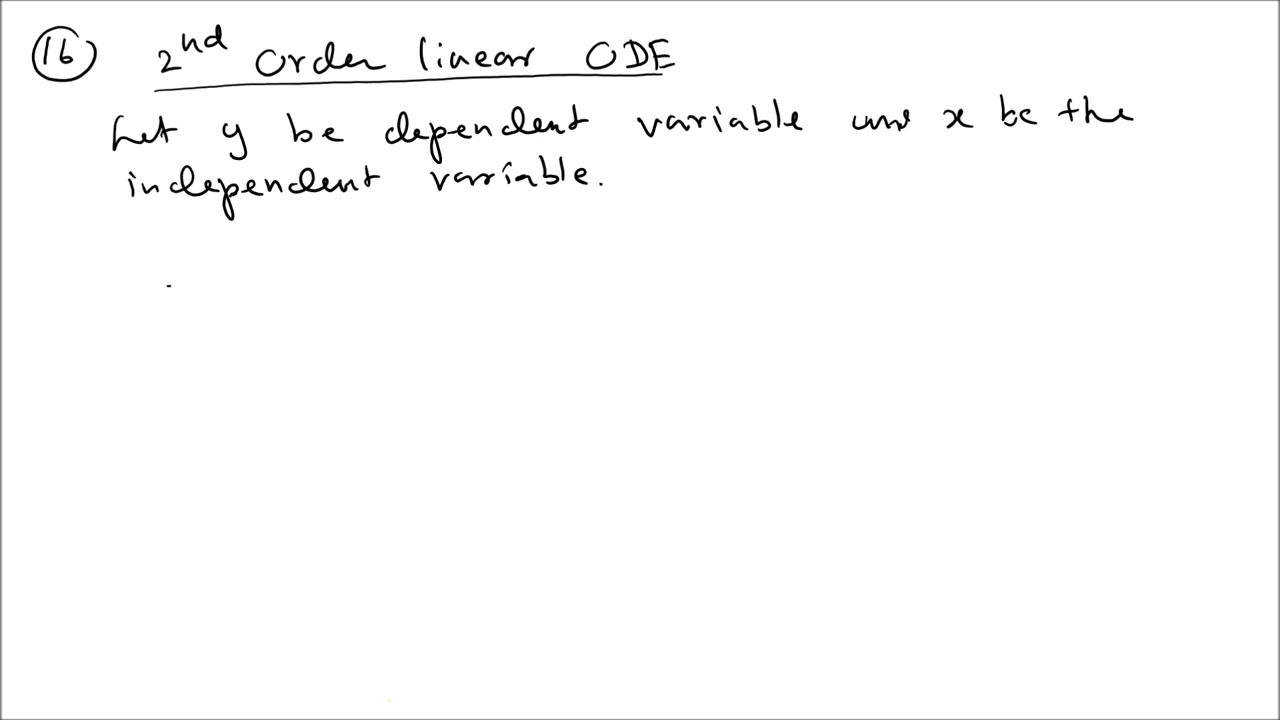 16 2nd Order linear ODE
Let y be dependent variable and x be the
independent variable.